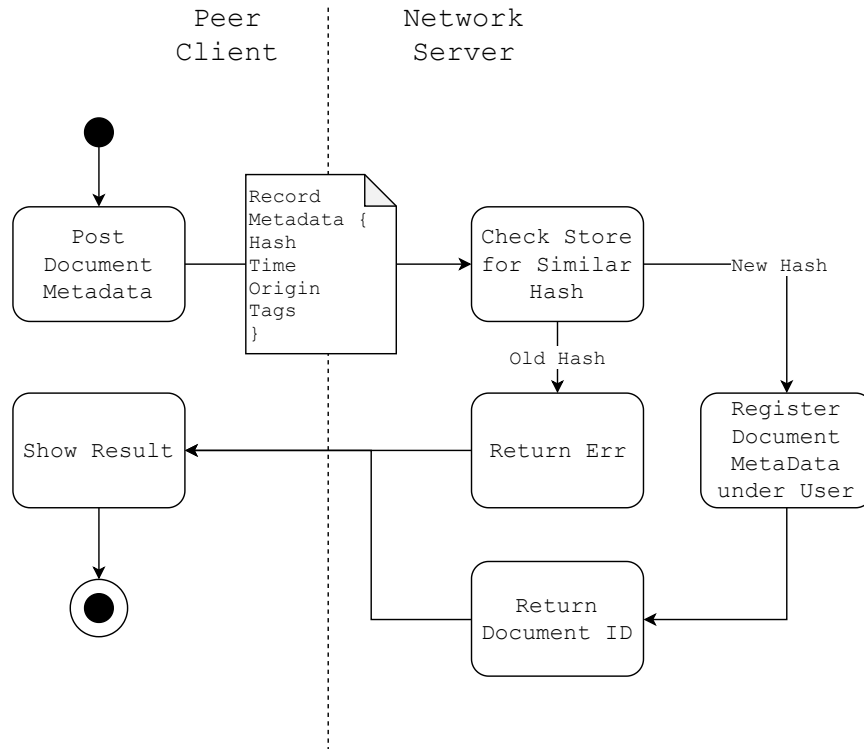 Peer
Client
Network
Server
Record
Metadata {
Hash
Time
Origin
Tags
}
Post
Document
Metadata
Check Store
for Similar
Hash
New Hash
Old Hash
Show Result
Return Err
Register
Document
MetaData
under User
Return
Document ID